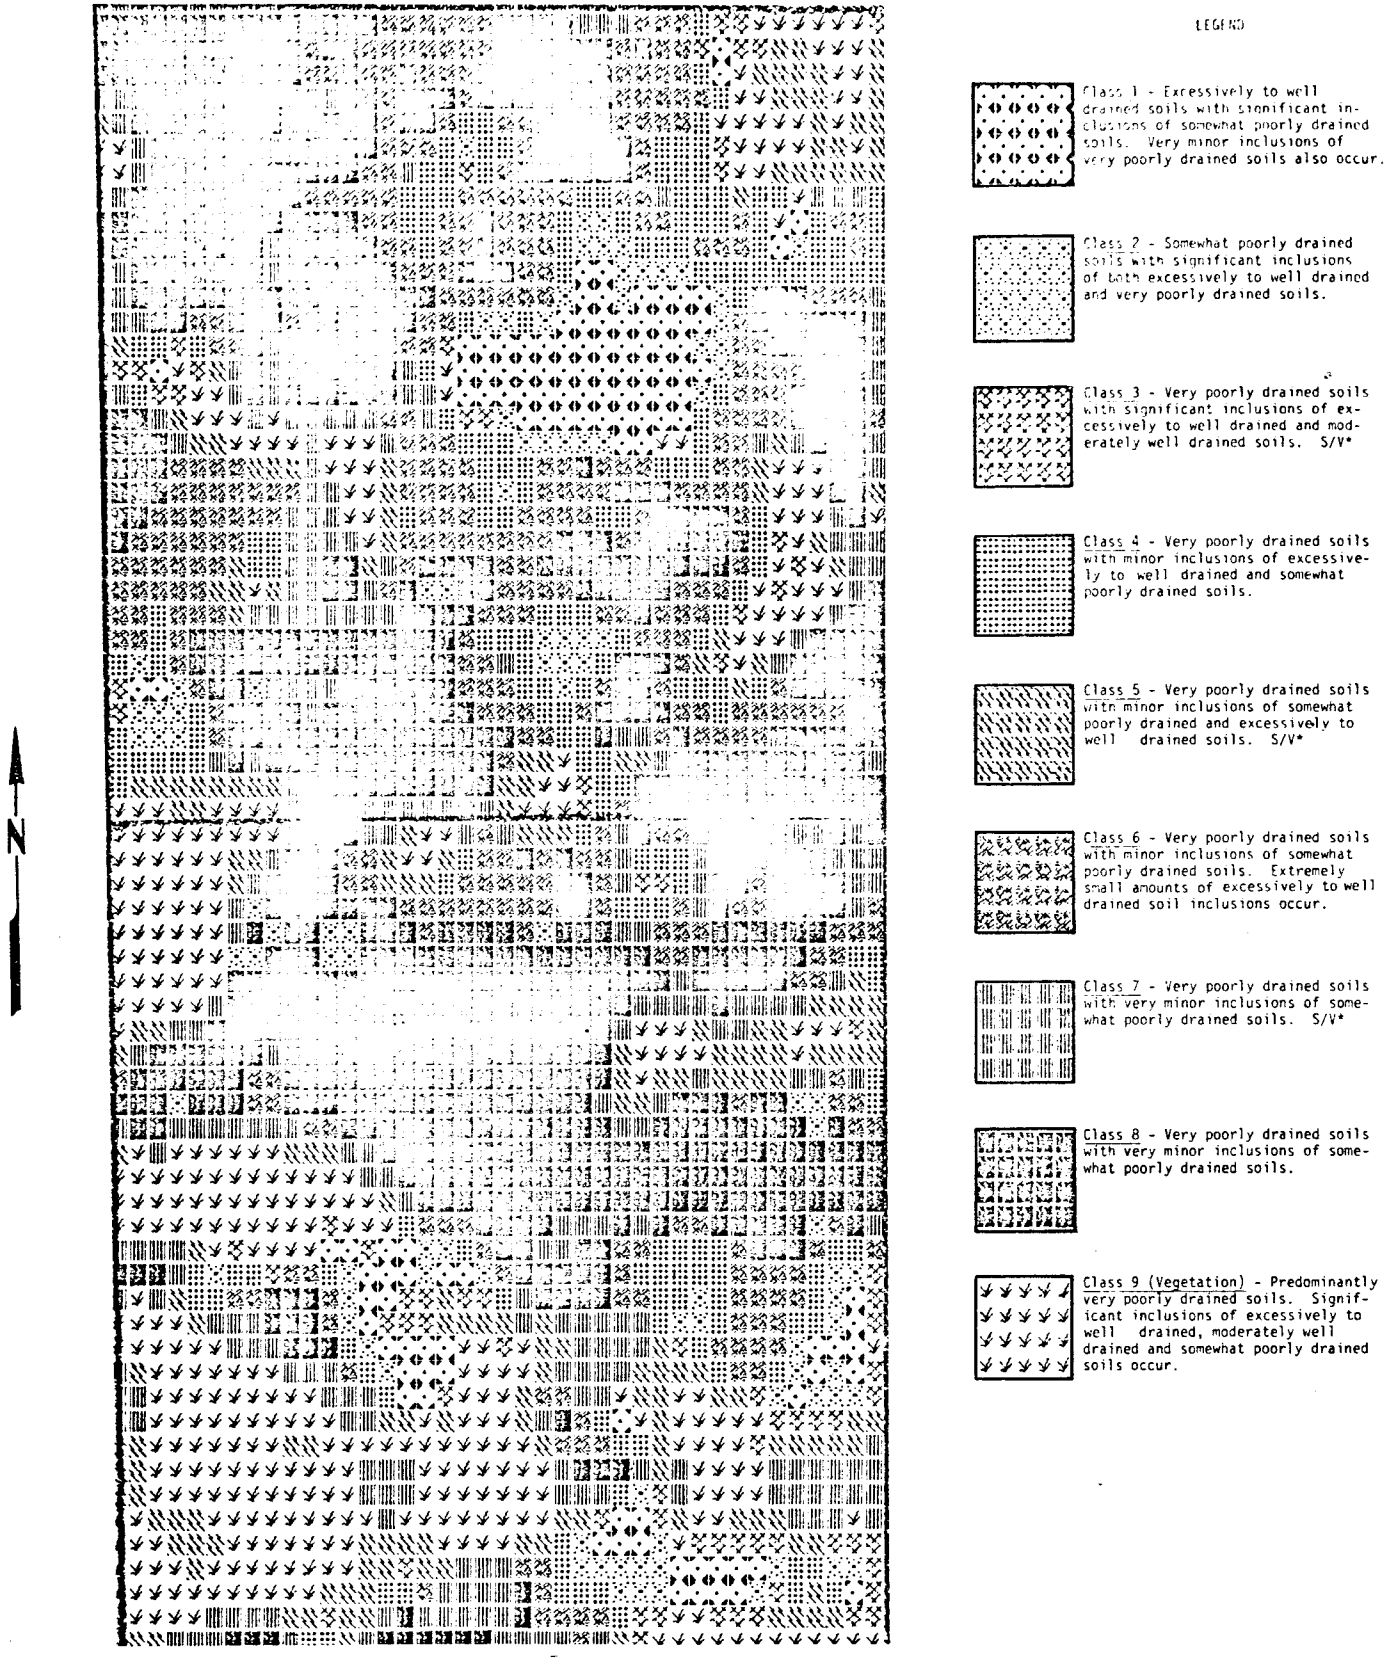 LEGEND
Class 1 - Excessively to well
drained soils with significant in-
clusions of somewhat poorly drained
soils. Very minor inclusions of
very poorly drained soils also occur.
Class 2 - Somewhat poorly drained
soils with significant inclusions
of both excessively to well drained
and very poorly drained soils.
Class 3 - Very poorly drained soils
with significant inclusions of ex-
cessively to well drained and mod-
erately well drained soils. S/V*
Class 4 - Very poorly drained soils
with minor inclusions of excessive-
ly to well drained and somewhat
poorly drained soils.
Class 5 - Very poorly drained soils
with minor inclusions of somewhat
poorly drained and excessively to
well drained soils. S/V*
Class 6 - Very poorly drained soils
with minor inclusions of somewhat
poorly drained soils. Extremely
small amounts of excessively to well
drained soil inclusions occur.
Class 7 - Very poorly drained soils
with very minor inclusions of some-
what poorly drained soils. S/V*
N
Class 8 - Very poorly drained soils
with very minor inclusions of some-
what poorly drained soils.
Class 9 (Vegetation) - Predominantly
very poorly drained soils. Signif-
icant inclusions of excessively to
well drained, moderately well
drained and somewhat poorly drained
soils occur.